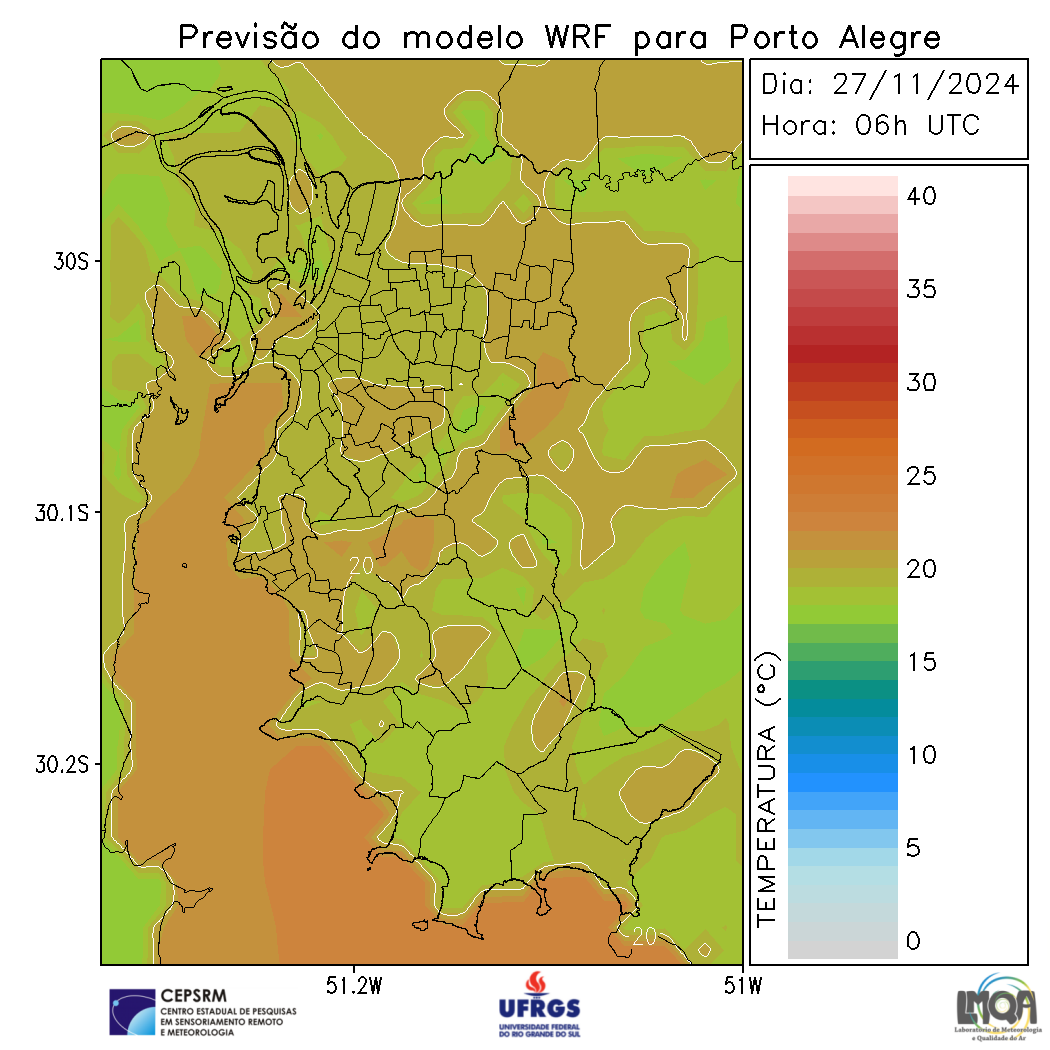 Previsão do modelo WRF para Porto Alegre
Dia: 27/11/2024
Hora: 06h UTC
40
35
30
25
20
15
10
5
0
TEMPERATURA (°C)
30S
30.1S
30.2S
20
20
51.2W
51W
CEPSRM
CENTRO ESTADUAL DE PESQUISAS
EM SENSORIAMENTO REMOTO
E METEOROLOGIA
UFRGS
UNIVERSIDADE FEDERAL
DO RIO GRANDE DO SUL
LMQA
Laboratório de Meteorologia
e Qualidade do Ar